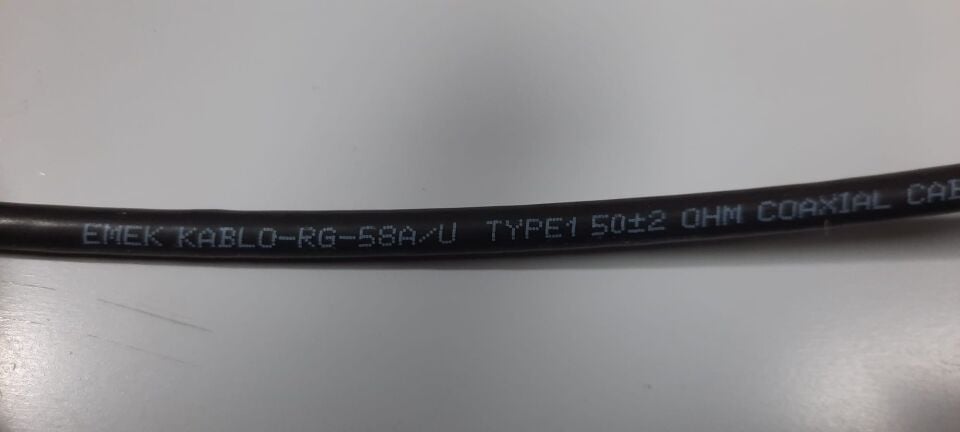 EMEK KABLO-RG-58A/U TYPE1 50±2 OHM COAXIAL